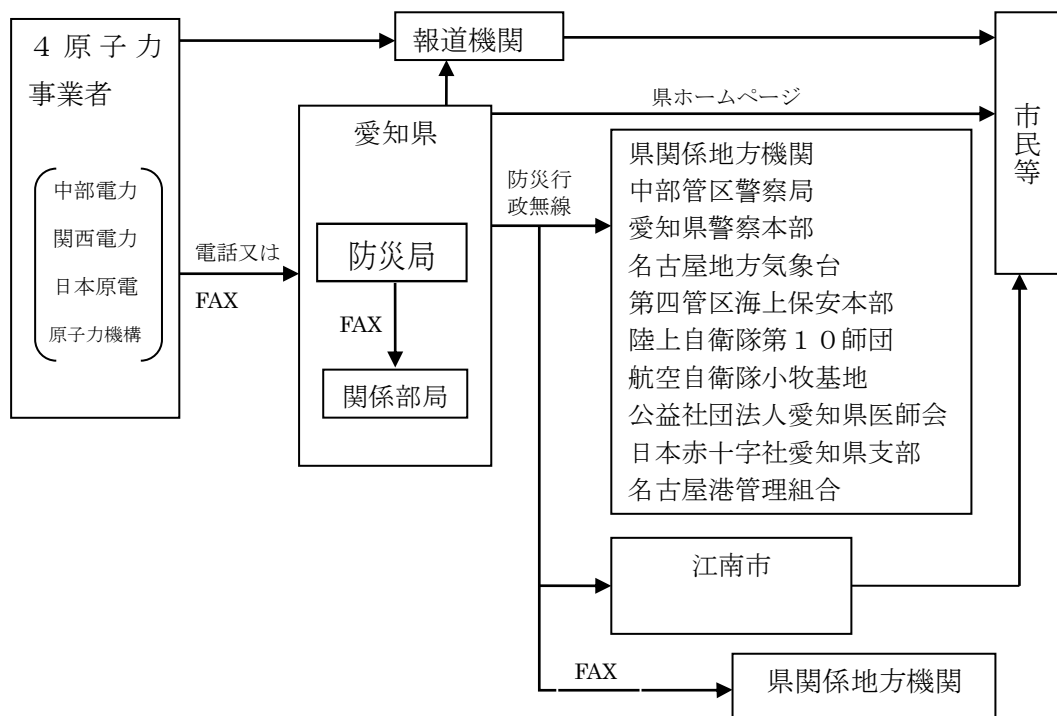 ４原子力
事業者
中部電力
関西電力
日本原電
原子力機構
電話又は
FAX
報道機関
愛知県
防災局
FAX
関係部局
県ホームページ
防災行
政無線
県関係地方機関
中部管区警察局
愛知県警察本部
名古屋地方気象台
第四管区海上保安本部
陸上自衛隊第１０師団
航空自衛隊小牧基地
公益社団法人愛知県医師会
日本赤十字社愛知県支部
名古屋港管理組合
江南市
FAX
県関係地方機関
市民等